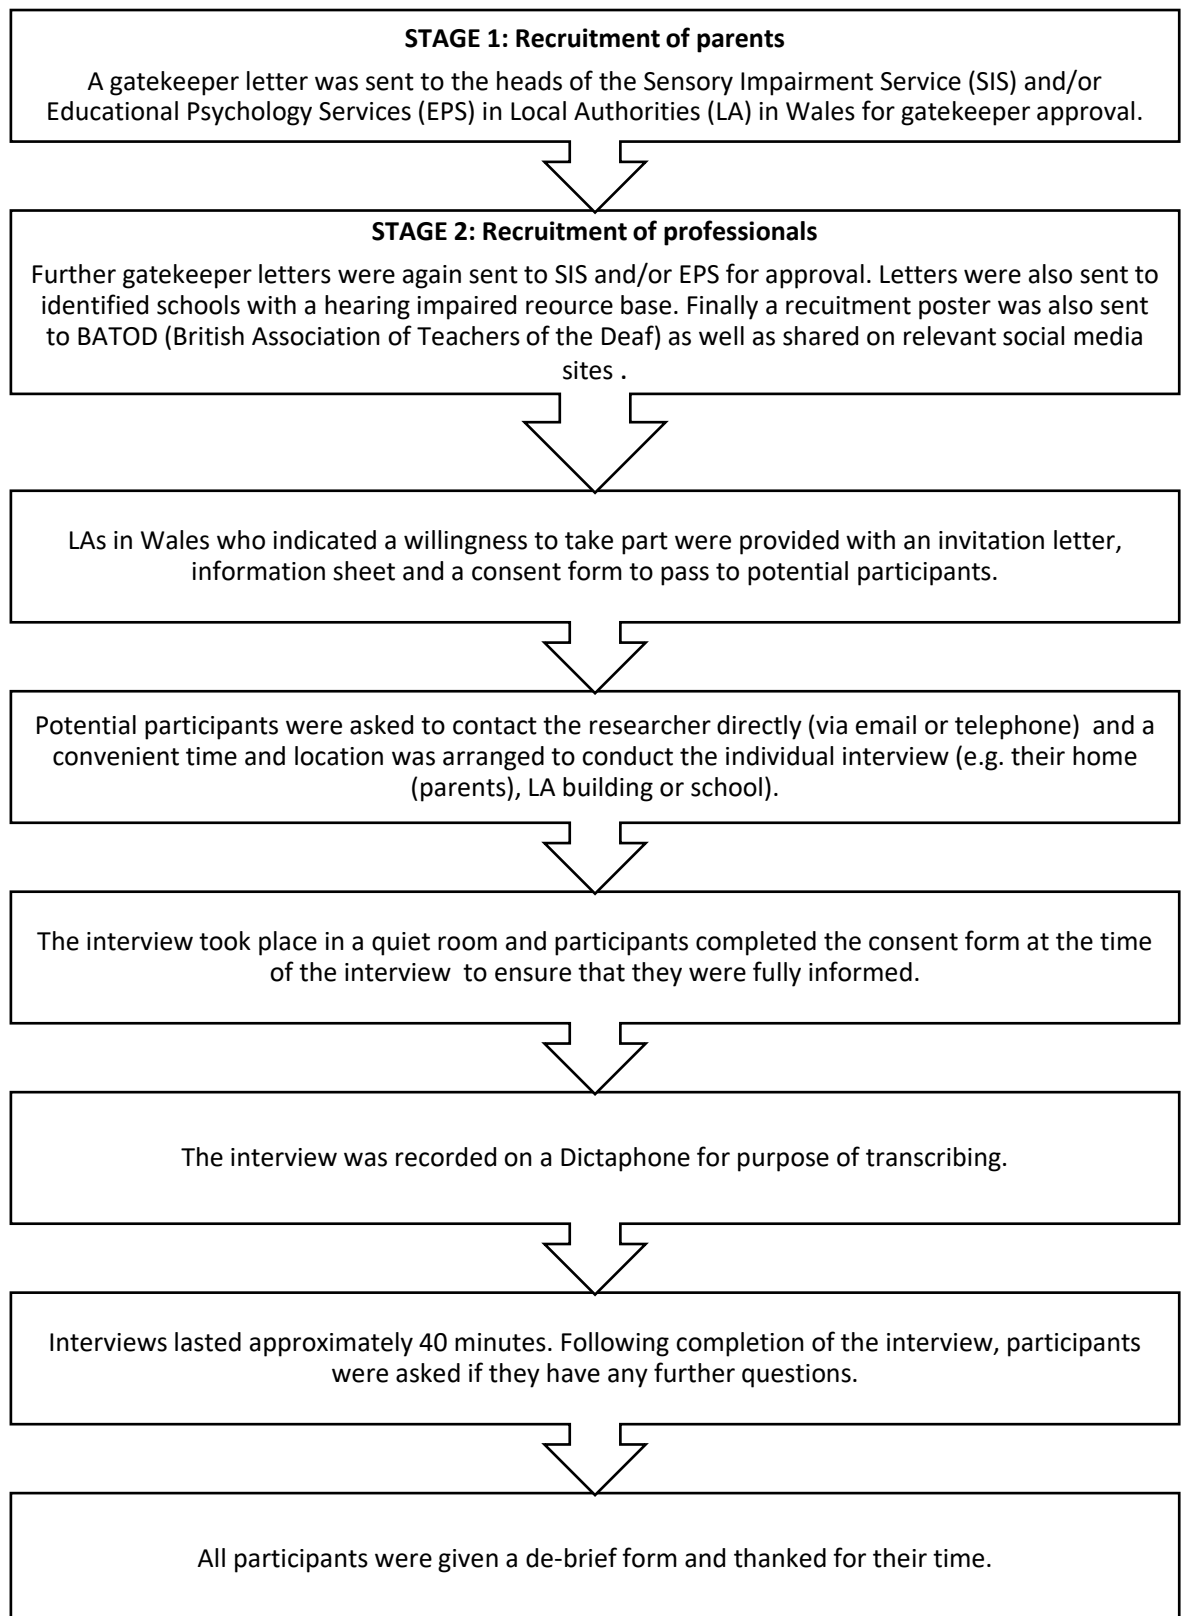 STAGE 1: Recruitment of parents
A gatekeeper letter was sent to the heads of the Sensory Impairment Service (SIS) and/or
Educational Psychology Services (EPS) in Local Authorities (LA) in Wales for gatekeeper approval.
STAGE 2: Recruitment of professionals
Further gatekeeper letters were again sent to SIS and/or EPS for approval. Letters were also sent to
identified schools with a hearing impaired reource base. Finally a recuitment poster was also sent
to BATOD (British Association of Teachers of the Deaf) as well as shared on relevant social media
sites .
LAs in Wales who indicated a willingness to take part were provided with an invitation letter,
information sheet and a consent form to pass to potential participants.
Potential participants were asked to contact the researcher directly (via email or telephone)  and a
convenient time and location was arranged to conduct the individual interview (e.g. their home
(parents), LA building or school).
The interview took place in a quiet room and participants completed the consent form at the time
of the interview  to ensure that they were fully informed.
The interview was recorded on a Dictaphone for purpose of transcribing.
Interviews lasted approximately 40 minutes. Following completion of the interview, participants
were asked if they have any further questions.
All participants were given a de-brief form and thanked for their time.